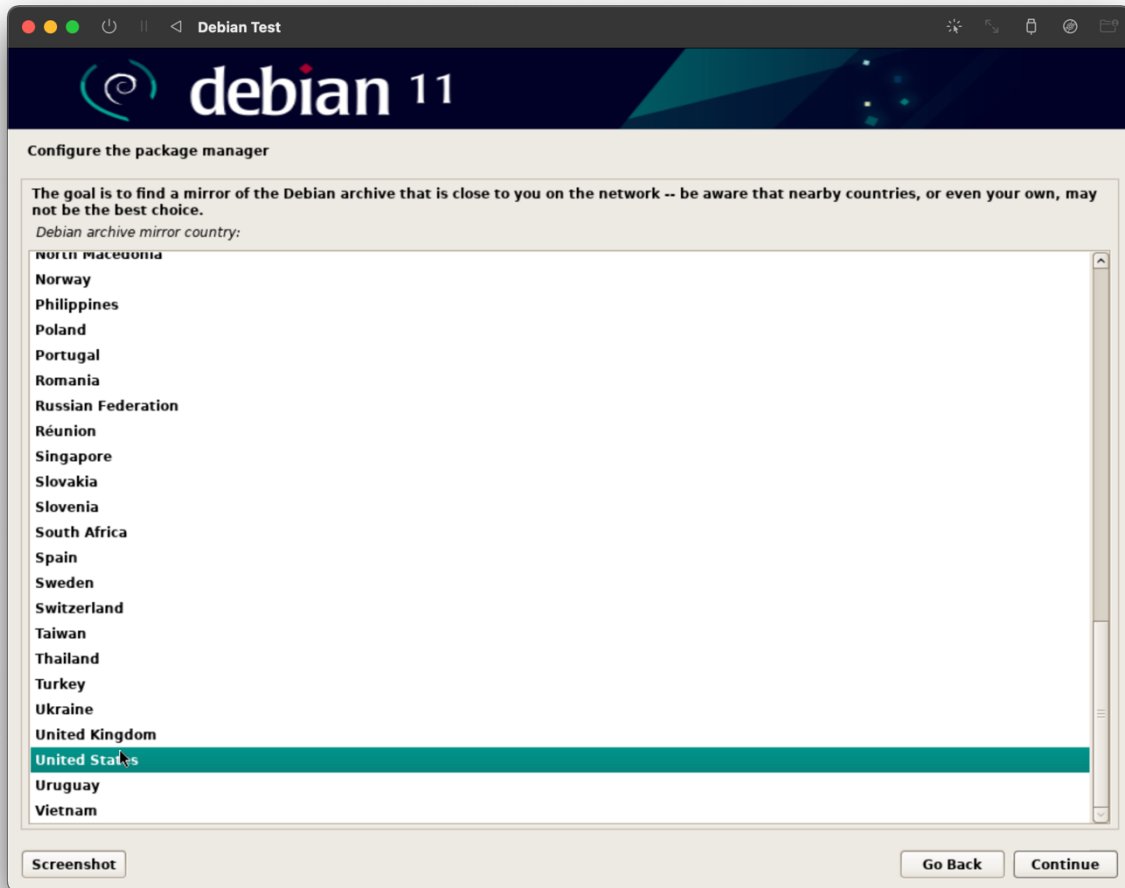 Debian Test
debian 11
Configure the package manager
The goal is to find a mirror of the Debian archive that is close to you on the network -- be aware that nearby countries, or even your own, may
not be the best choice.
Debian archive mirror country:
North Macedonia
Norway
Philippines
Poland
Portugal
Romania
Russian Federation
Réunion
Singapore
Slovakia
Slovenia
South Africa
Spain
Sweden
Switzerland
Taiwan
Thailand
Turkey
Ukraine
United Kingdom
United States
Uruguay
Vietnam
Screenshot
Go Back
Continue